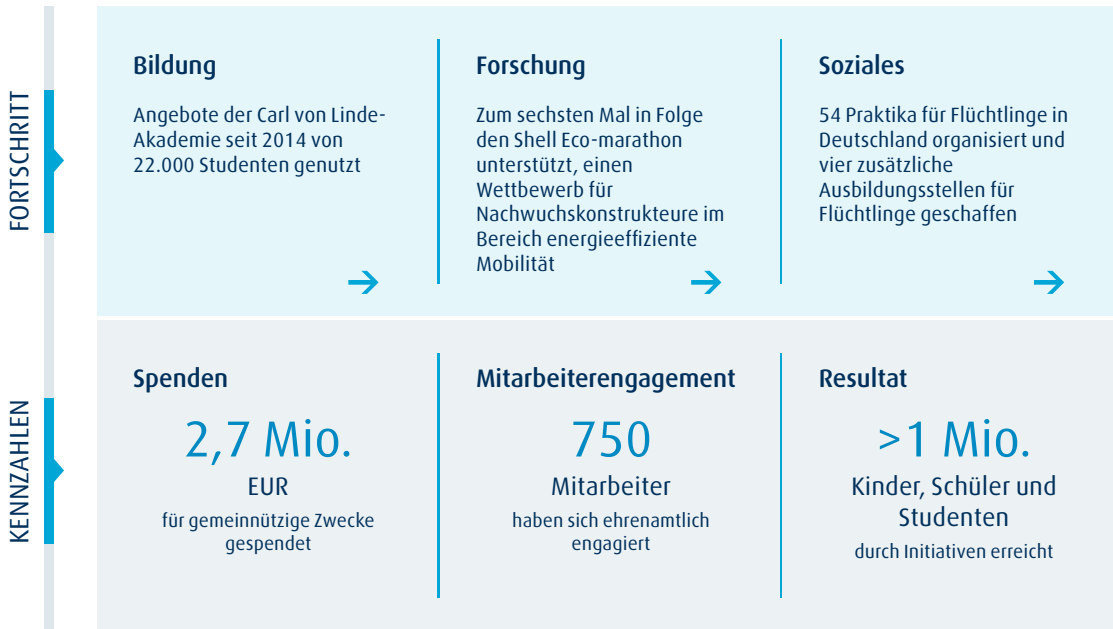 FORTSCHRITT
Bildung
Angebote der Carl von Linde-
Akademie seit 2014 von
22.000 Studenten genutzt
Forschung
Zum sechsten Mal in Folge
den Shell Eco-marathon
unterstützt, einen
Wettbewerb für
Nachwuchskonstrukteure im
Bereich energieeffiziente
Mobilität
Soziales
54 Praktika für Flüchtlinge in
Deutschland organisiert und
vier zusätzliche
Ausbildungsstellen für
Flüchtlinge geschaffen
KENNZAHLEN
Spenden
2,7 Mio.
EUR
für gemeinnützige Zwecke
gespendet
Mitarbeiterengagement
750
Mitarbeiter
haben sich ehrenamtlich
engagiert
Resultat
>1 Mio.
Kinder, Schüler und
Studenten
durch Initiativen erreicht